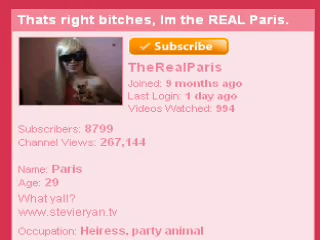 Thats right bitches, Im the REAL Paris.
Subscribe
TheRealParis
Joined: 9 months ago
Last Login: 1 day ago
Videos Watched: 994
Subscribers: 8799
Channel Views: 267,144
Name: Paris
Age: 29
What yall?
www.stevieryan.tv
Occupation: Heiress, party animal